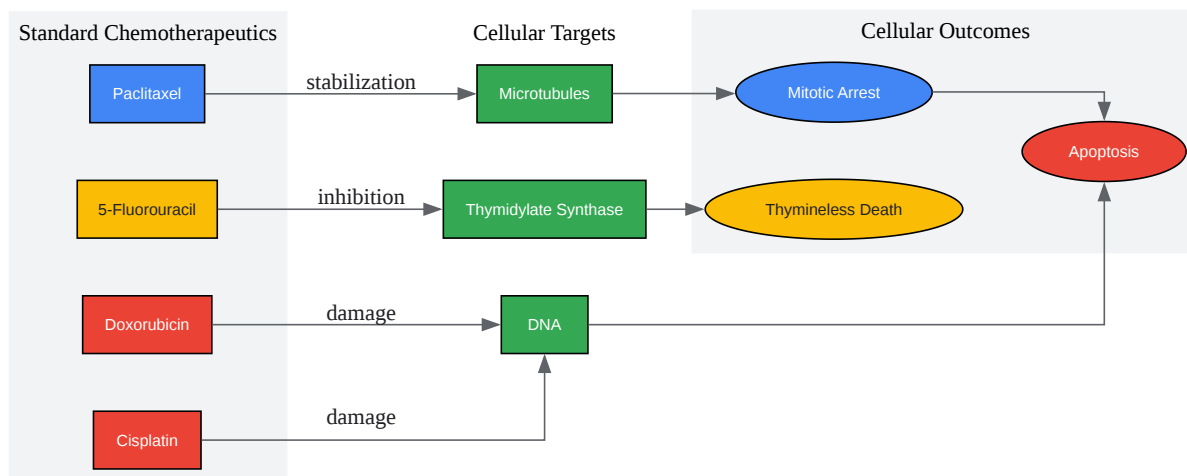 Standard Chemotherapeutics
Cellular Targets
Cellular Outcomes
Paclitaxel
stabilization
Microtubules
Mitotic Arrest
Apoptosis
5-Fluorouracil
inhibition
Thymidylate Synthase
Thymineless Death
Doxorubicin
damage
DNA
Cisplatin
damage